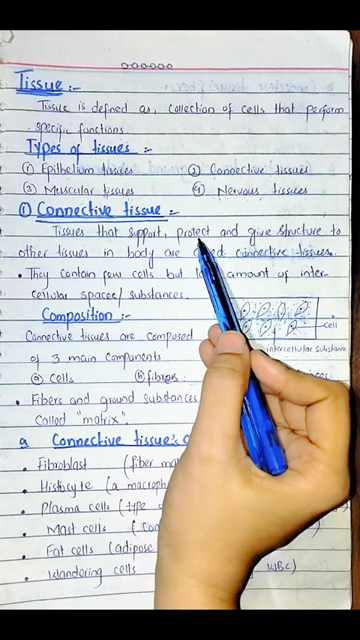 Tissue :-
Tissue is defined as, collection of cells that perform
specific functions
Types of tissues :-
① Epithelium tissues ② Connective tissues
③ Muscular tissues ④ Nervous tissues
① Connective tissue :-
Tissues that support, protect and give structure to
other tissues in body are connective tissues.
• They contain few cells but amount of inter-
cellular spaces/ substances.
Composition :-
Connective tissues are composed
of 3 main components
ⓐ cells ⓑ fibres
Cell
intercellular substance
• Fibers and ground substances
called "matrix".
a Connective tissue's
• Fibroblast (fiber
• Histiocyte (a
• Plasma cells (type
• Mast cells
• Fat cells (adipose
• Wandering cells WBC)